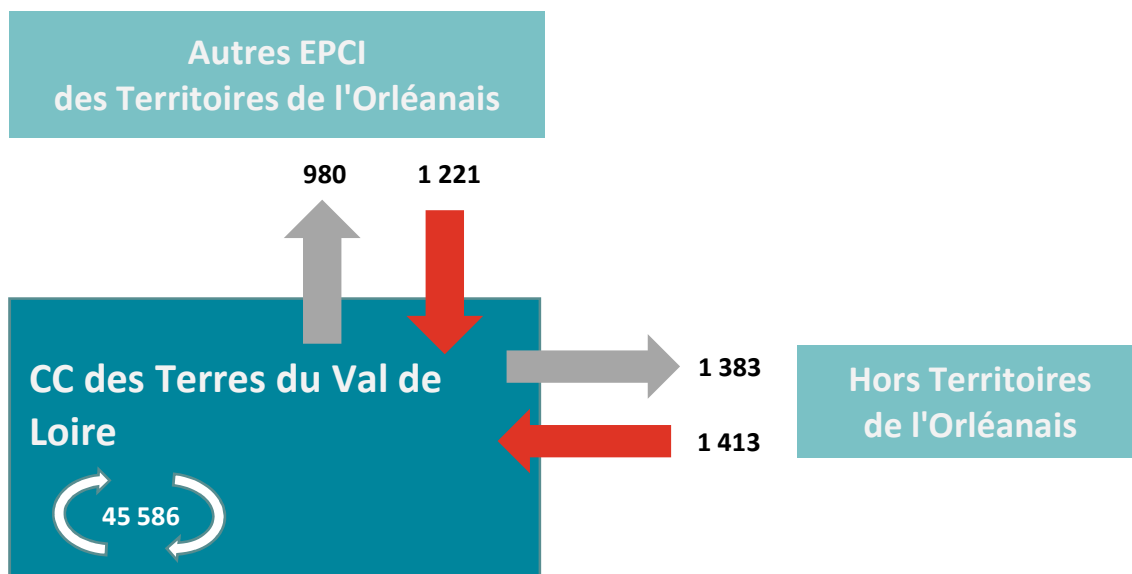 Autres EPCI
des Territoires de l'Orléanais
980
1 221
CC des Terres du Val de
Loire
1 383
1 413
Hors Territoires
de l'Orléanais
45 586